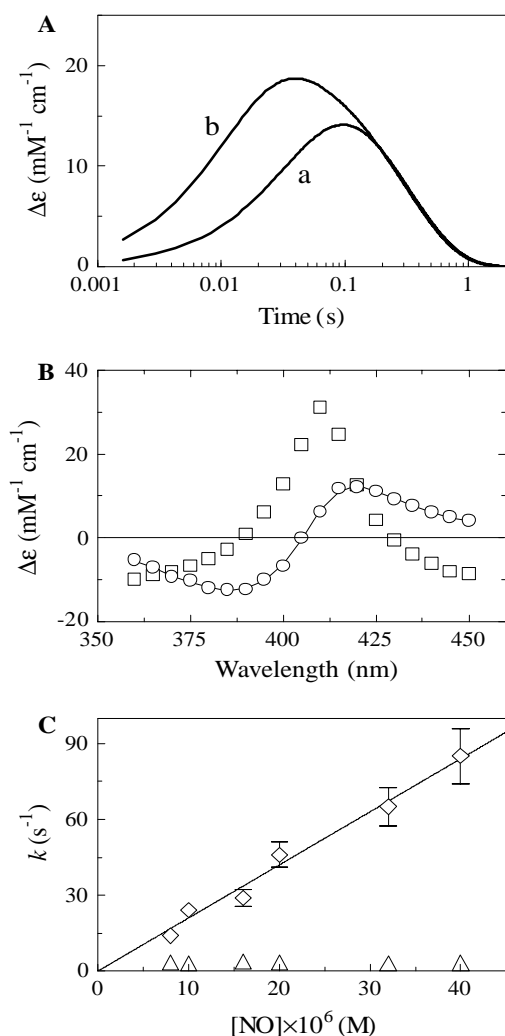 A
Δε (mM⁻¹ cm⁻¹)
20
10
0
b
a
0.001 0.01 0.1 1
Time (s)
B
Δε (mM⁻¹ cm⁻¹)
40
20
0
-20
350 375 400 425 450
Wavelength (nm)
C
k (s⁻¹)
90
60
30
0
0 10 20 30 40
[NO]×10⁶ (M)